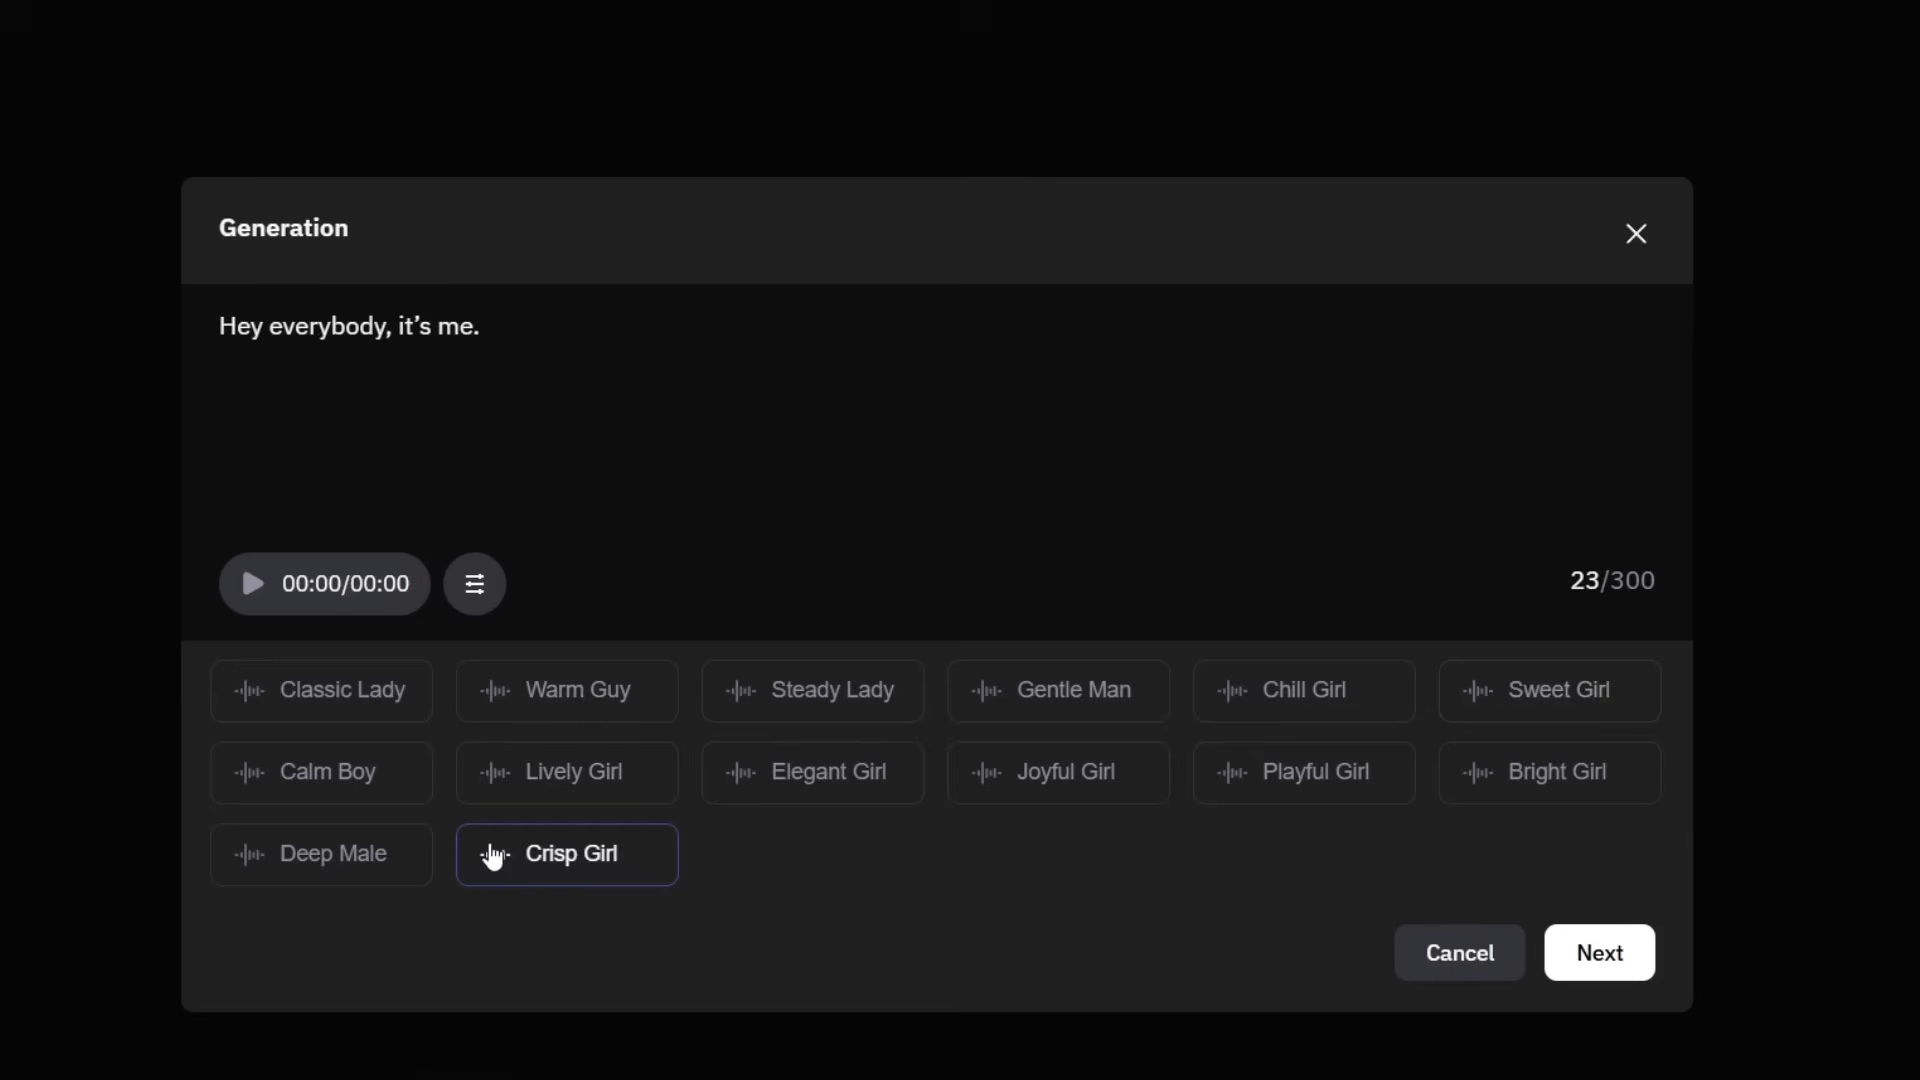 Generation
Hey everybody, it’s me.
00:00/00:00
23/300
Classic Lady
Warm Guy
Steady Lady
Gentle Man
Chill Girl
Sweet Girl
Calm Boy
Lively Girl
Elegant Girl
Joyful Girl
Playful Girl
Bright Girl
Deep Male
Crisp Girl
Cancel
Next